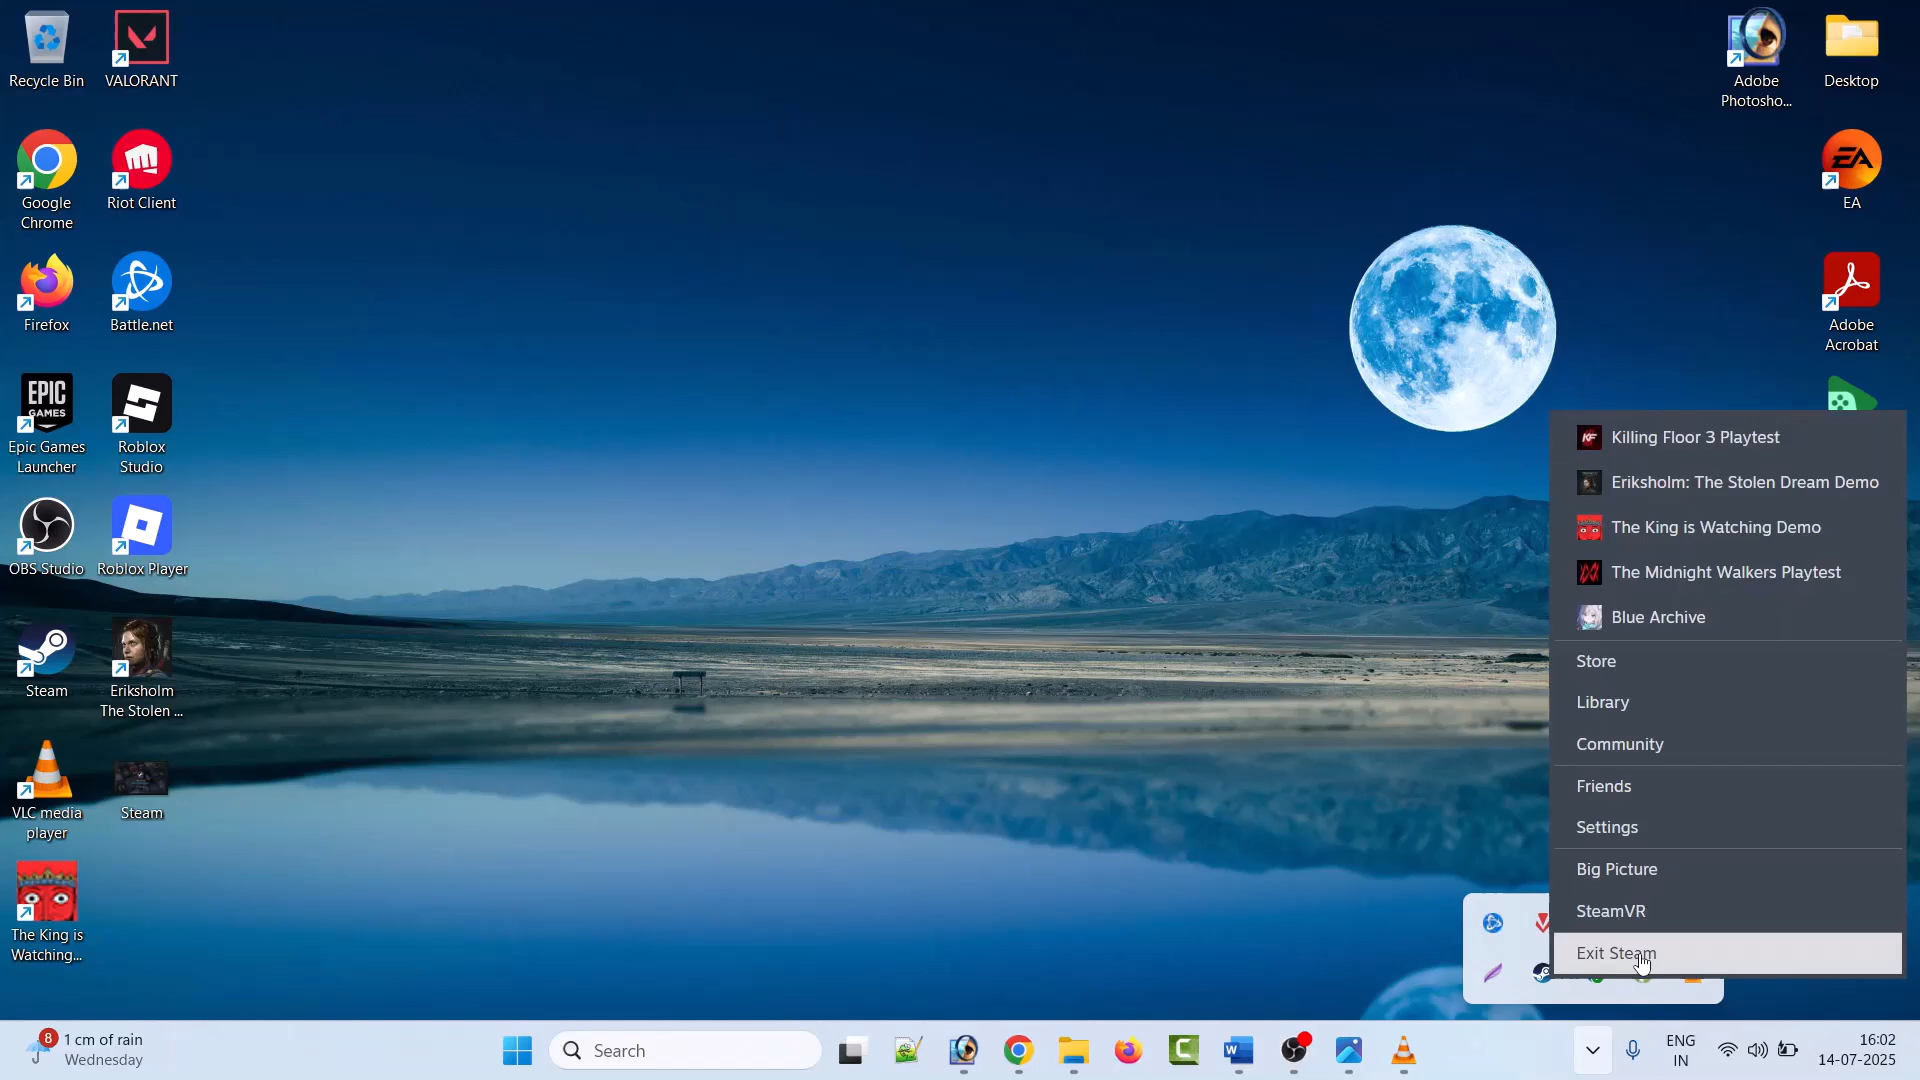 Recycle Bin
VALORANT
Google
Chrome
Riot Client
Firefox
Battle.net
EPIC
GAMES
Epic Games
Launcher
Roblox
Studio
OBS Studio
Roblox Player
Steam
Eriksholm
The Stolen ...
VLC media
player
Steam
The King is
Watching...
Adobe
Photosho...
Desktop
EA
EA
Adobe
Acrobat
KF
Killing Floor 3 Playtest
Eriksholm: The Stolen Dream Demo
The King is Watching Demo
The Midnight Walkers Playtest
Blue Archive
Store
Library
Community
Friends
Settings
Big Picture
SteamVR
Exit Steam
8
1 cm of rain
Wednesday
Search
C
W
ENG
IN
16:02
14-07-2025